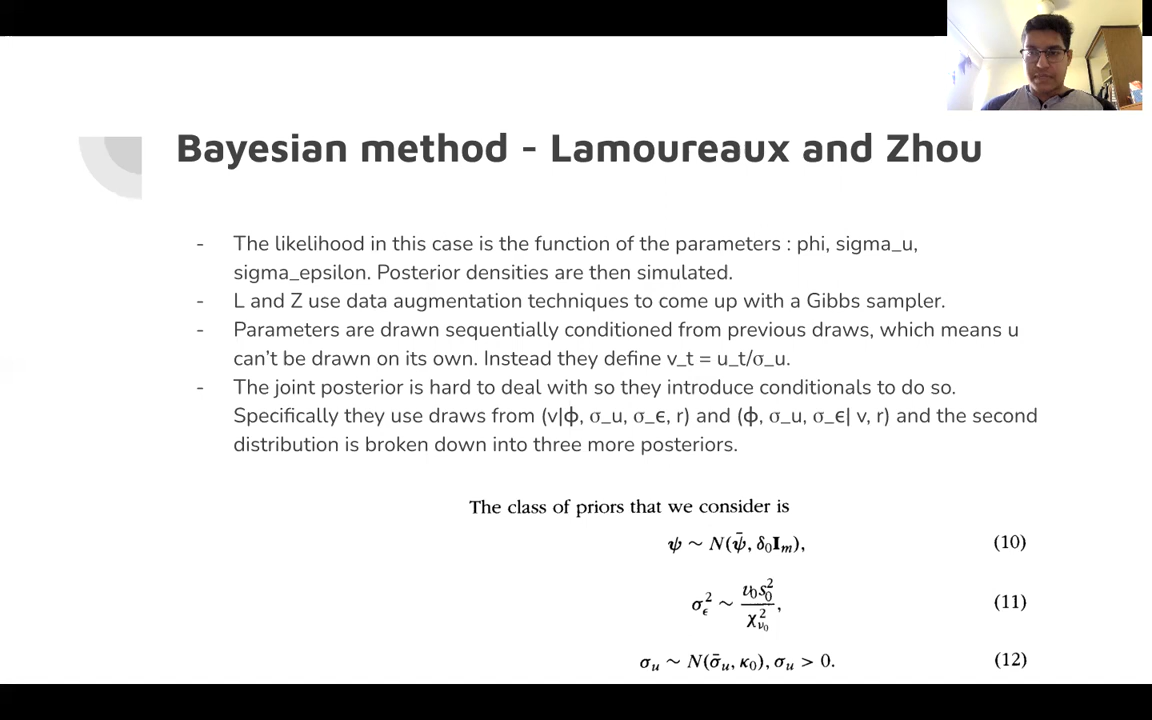 Bayesian method - Lamoureaux and Zhou
- The likelihood in this case is the function of the parameters : phi, sigma_u,
sigma_epsilon. Posterior densities are then simulated.
- L and Z use data augmentation techniques to come up with a Gibbs sampler.
- Parameters are drawn sequentially conditioned from previous draws, which means u
can't be drawn on its own. Instead they define v_t = u_t/σ_u.
- The joint posterior is hard to deal with so they introduce conditionals to do so.
Specifically they use draws from (v|ϕ, σ_u, σ_ϵ, r) and (ϕ, σ_u, σ_ϵ| v, r) and the second
distribution is broken down into three more posteriors.
The class of priors that we consider is
ψ ~ N(ψ̄, δ₀I_m), (10)
σ_ϵ² ~ υ₀s₀² / χ²_ν₀, (11)
σ_u ~ N(σ̄_u, κ₀), σ_u > 0. (12)